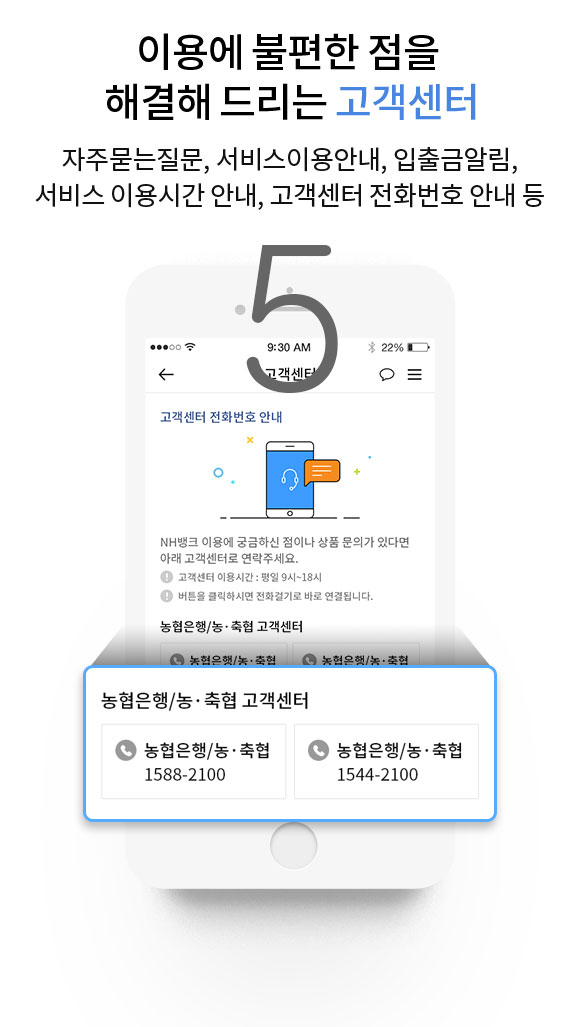 이용에 불편한 점을
해결해 드리는 고객센터
자주묻는질문, 서비스이용안내, 입출금알림,
서비스 이용시간 안내, 고객센터 전화번호 안내 등
5
9:30 AM 22%
고객센터
고객센터 전화번호 안내
NH뱅크 이용에 궁금하신 점이나 상품 문의가 있다면
아래 고객센터로 연락주세요.
고객센터 이용시간 : 평일 9시~18시
버튼을 클릭하시면 전화걸기로 바로 연결됩니다.
농협은행/농·축협 고객센터
농협은행/농·축협 농협은행/농·축협
농협은행/농·축협 고객센터
농협은행/농·축협 농협은행/농·축협
1588-2100 1544-2100